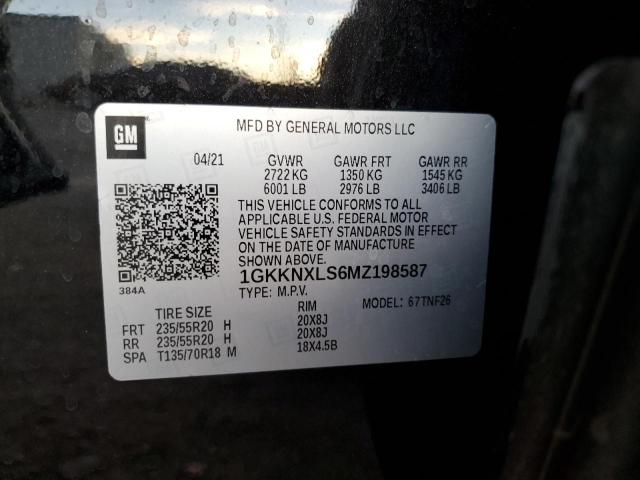 GM
MFD BY GENERAL MOTORS LLC
04/21 GVWR GAWR FRT GAWR RR
2722 KG 1350 KG 1545 KG
6001 LB 2976 LB 3406 LB
THIS VEHICLE CONFORMS TO ALL
APPLICABLE U.S. FEDERAL MOTOR
VEHICLE SAFETY STANDARDS IN EFFECT
ON THE DATE OF MANUFACTURE
SHOWN ABOVE.
384A
1GKKNXLS6MZ198587
TYPE: M.P.V. MODEL: 67TNF26
TIRE SIZE RIM
FRT 235/55R20 H 20X8J
RR 235/55R20 H 20X8J
SPA T135/70R18 M 18X4.5B